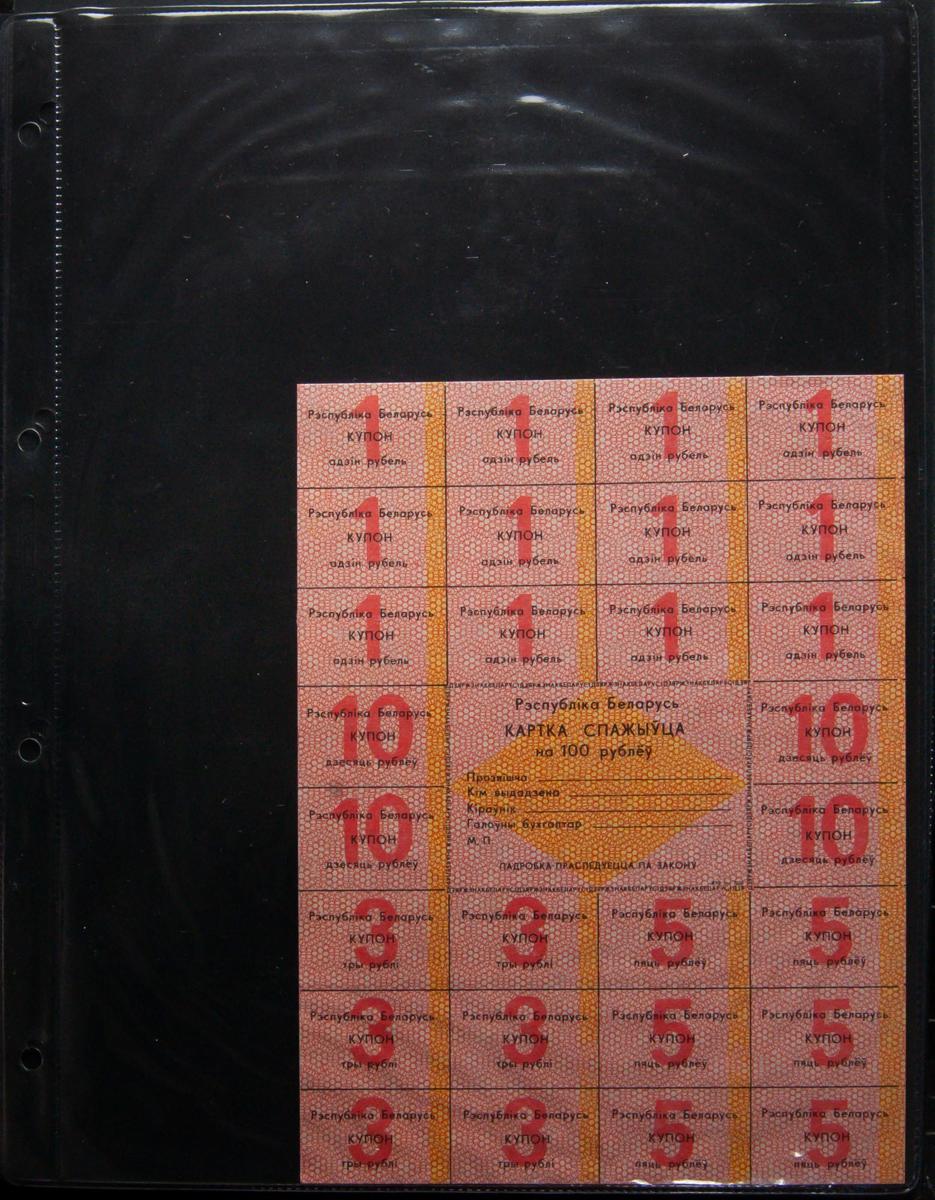 Рэспубліка Беларусь Рэспубліка Беларусь Рэспубліка Беларусь Рэспубліка Беларусь
1 КУПОН 1 КУПОН 1 КУПОН 1 КУПОН
адзін рубель адзін рубель адзін рубель адзін рубель
Рэспубліка Беларусь Рэспубліка Беларусь Рэспубліка Беларусь Рэспубліка Беларусь
1 КУПОН 1 КУПОН 1 КУПОН 1 КУПОН
адзін рубель адзін рубель адзін рубель адзін рубель
Рэспубліка Беларусь Рэспубліка Беларусь Рэспубліка Беларусь Рэспубліка Беларусь
1 КУПОН 1 КУПОН 1 КУПОН 1 КУПОН
адзін рубель адзін рубель адзін рубель адзін рубель
Рэспубліка Беларусь
10 КУПОН
дзесяць рублёў
Рэспубліка Беларусь
10 КУПОН
дзесяць рублёў
Рэспубліка Беларусь
КАРТКА СПАЖЫЎЦА
на 100 рублёў
Прозвішча
Кім выдадзена
Кіраўнік
Галоўны бухгалтар
М. П
ПАДРОБКА ПРАСЛЕДУЕЦЦА ПА ЗАКОНУ
Рэспубліка Беларусь
10 КУПОН
дзесяць рублёў
Рэспубліка Беларусь
10 КУПОН
дзесяць рублёў
Рэспубліка Беларусь Рэспубліка Беларусь Рэспубліка Беларусь Рэспубліка Беларусь
3 КУПОН 3 КУПОН 5 КУПОН 5 КУПОН
тры рублі тры рублі пяць рублёў пяць рублёў
Рэспубліка Беларусь Рэспубліка Беларусь Рэспубліка Беларусь Рэспубліка Беларусь
3 КУПОН 3 КУПОН 5 КУПОН 5 КУПОН
тры рублі тры рублі пяць рублёў пяць рублёў
Рэспубліка Беларусь Рэспубліка Беларусь Рэспубліка Беларусь Рэспубліка Беларусь
3 КУПОН 3 КУПОН 5 КУПОН 5 КУПОН
тры рублі тры рублі пяць рублёў пяць рублёў